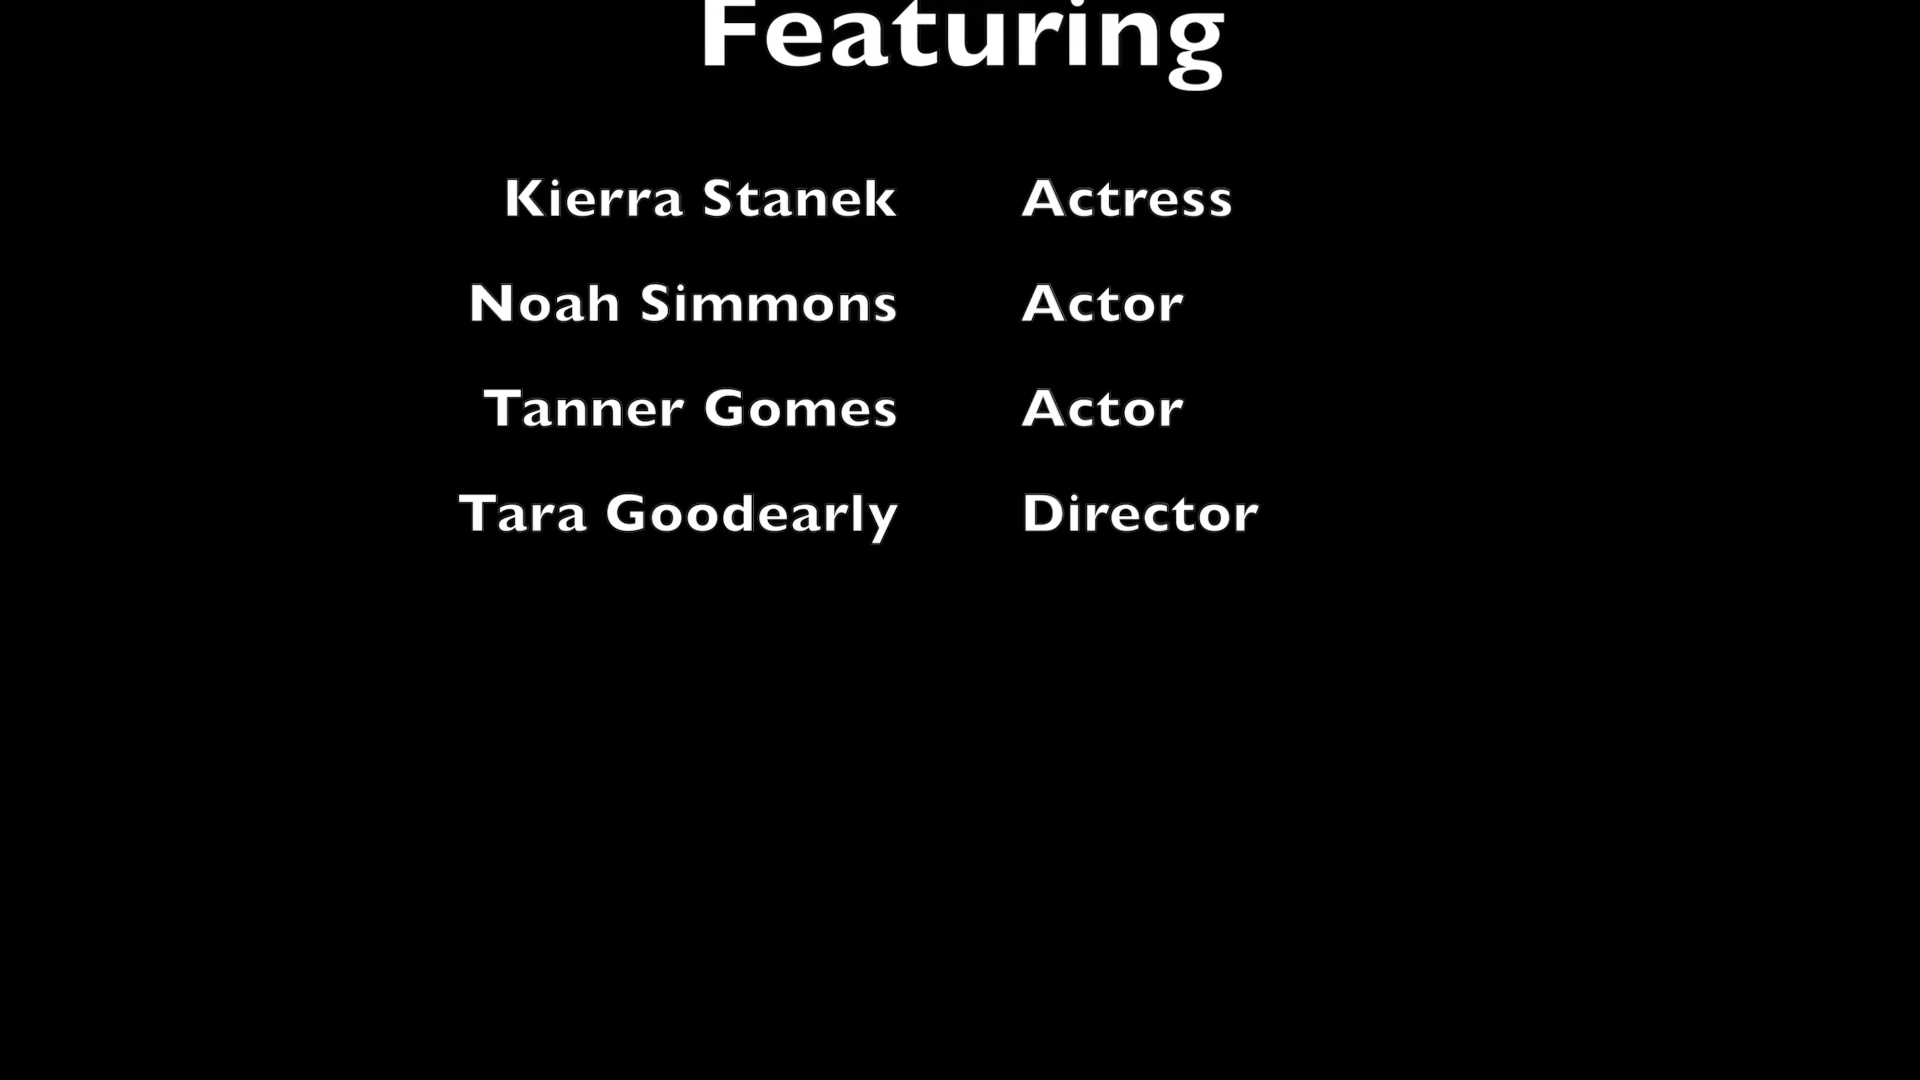 Featuring
Kierra Stanek Actress
Noah Simmons Actor
Tanner Gomes Actor
Tara Goodearly Director